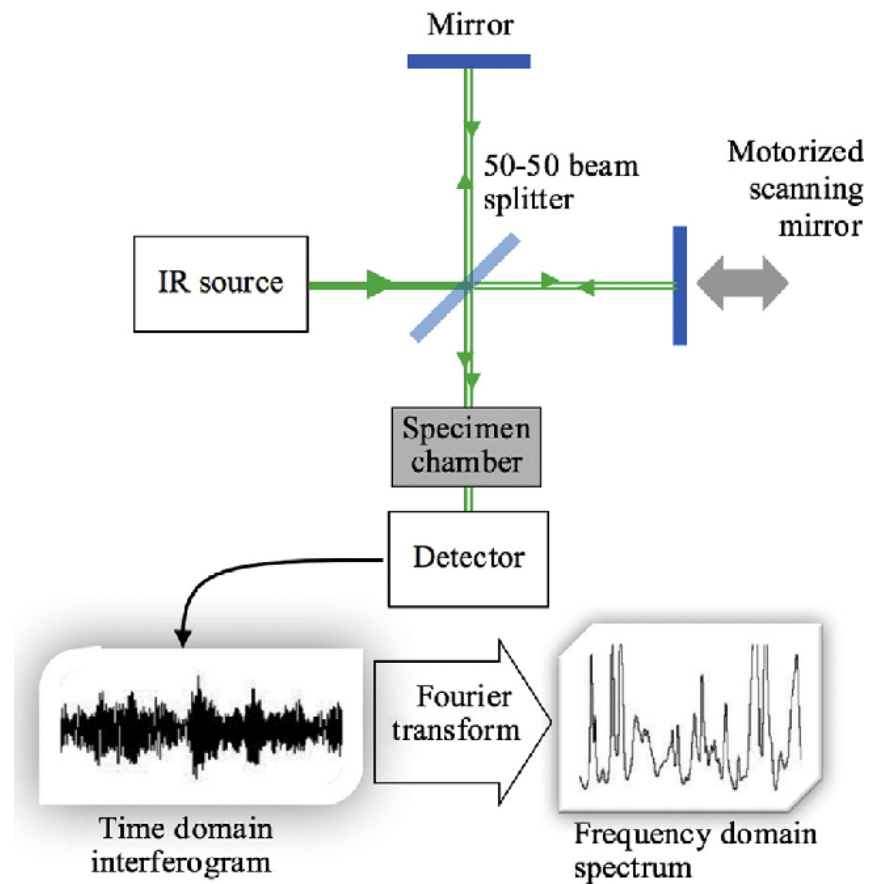 Mirror
50-50 beam
splitter
Motorized
scanning
mirror
IR source
Specimen
chamber
Detector
Fourier
transform
Time domain
interferogram
Frequency domain
spectrum